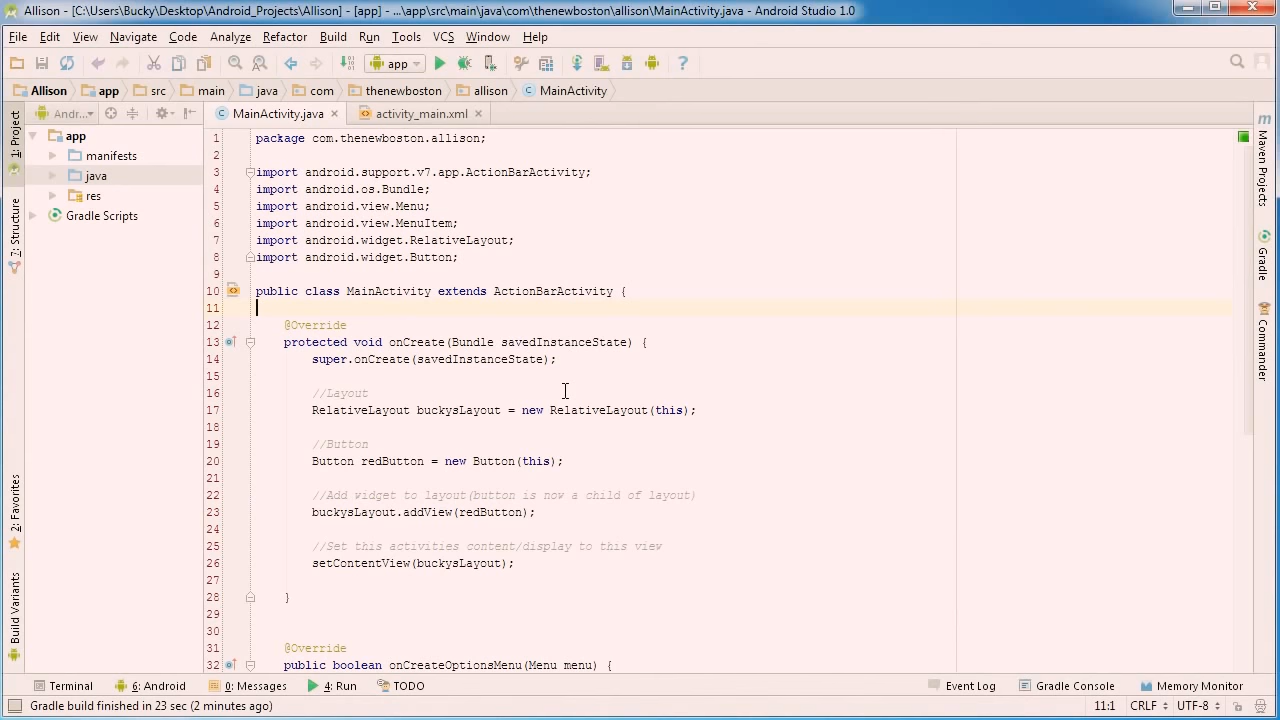 Allison - [C:\Users\Bucky\Desktop\Android_Projects\Allison] - [app] - ...\app\src\main\java\com\thenewboston\allison\MainActivity.java - Android Studio 1.0
File Edit View Navigate Code Analyze Refactor Build Run Tools VCS Window Help
app
Allison app src main java com thenewboston allison MainActivity
Andr...
MainActivity.java activity_main.xml
1: Project
7: Structure
2: Favorites
Build Variants
app
manifests
java
res
Gradle Scripts
1 package com.thenewboston.allison;
2
3 import android.support.v7.app.ActionBarActivity;
4 import android.os.Bundle;
5 import android.view.Menu;
6 import android.view.MenuItem;
7 import android.widget.RelativeLayout;
8 import android.widget.Button;
9
10 public class MainActivity extends ActionBarActivity {
11
12 @Override
13 protected void onCreate(Bundle savedInstanceState) {
14 super.onCreate(savedInstanceState);
15
16 //Layout
17 RelativeLayout buckysLayout = new RelativeLayout(this);
18
19 //Button
20 Button redButton = new Button(this);
21
22 //Add widget to layout(button is now a child of layout)
23 buckysLayout.addView(redButton);
24
25 //Set this activities content/display to this view
26 setContentView(buckysLayout);
27
28 }
29
30
31 @Override
32 public boolean onCreateOptionsMenu(Menu menu) {
m
Maven Projects
Gradle
Commander
Terminal 6: Android 0: Messages 4: Run TODO Event Log Gradle Console Memory Monitor
Gradle build finished in 23 sec (2 minutes ago) 11:1 CRLF UTF-8